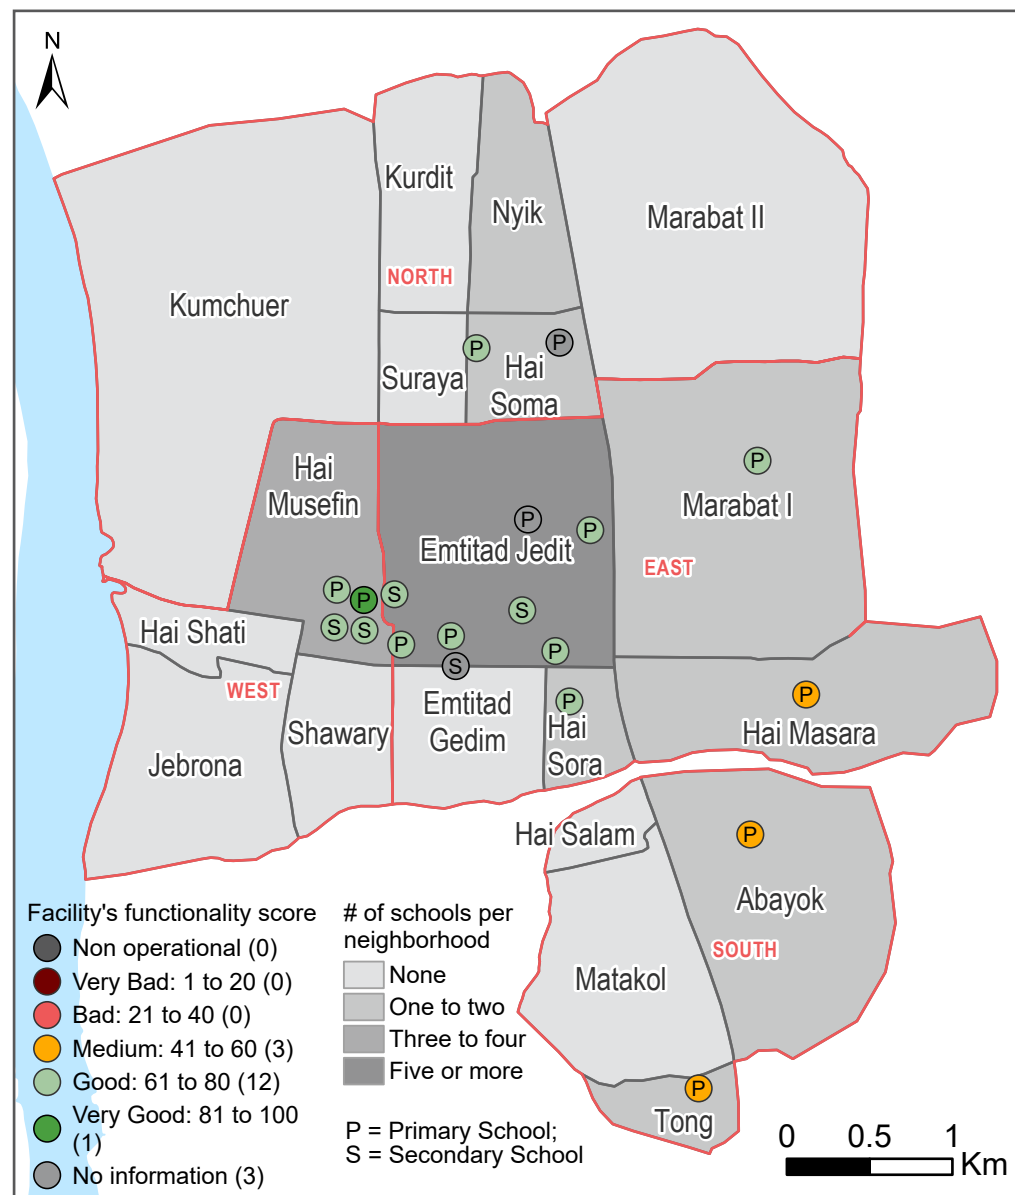 N
Kurdit
Nyik
Marabat II
NORTH
Kumchuer
P
P
Suraya
Hai
Soma
Hai
Musefin
P
Marabat I
P
P
Emtitad Jedit
EAST
P
P
S
S
S
S
P
P
P
Hai Shati
S
WEST
P
P
Emtitad
Gedim
Hai
Sora
Shawary
Hai Masara
Jebrona
Hai Salam
P
Abayok
SOUTH
Matakol
P
Tong
Facility's functionality score
Non operational (0)
Very Bad: 1 to 20 (0)
Bad: 21 to 40 (0)
Medium: 41 to 60 (3)
Good: 61 to 80 (12)
Very Good: 81 to 100
(1)
No information (3)
# of schools per
neighborhood
None
One to two
Three to four
Five or more
P = Primary School;
S = Secondary School
0 0.5 1
Km